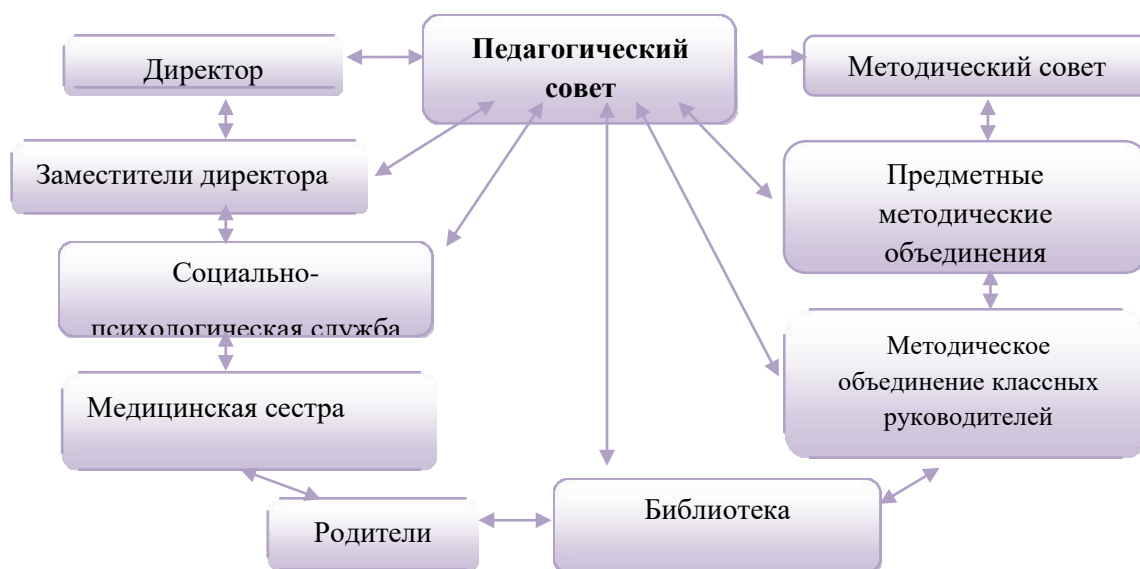 Педагогический
совет
Директор
Методический совет
Заместители директора
Предметные
методические
объединения
Социально-
психологическая служба
Методическое
объединение классных
руководителей
Медицинская сестра
Библиотека
Родители